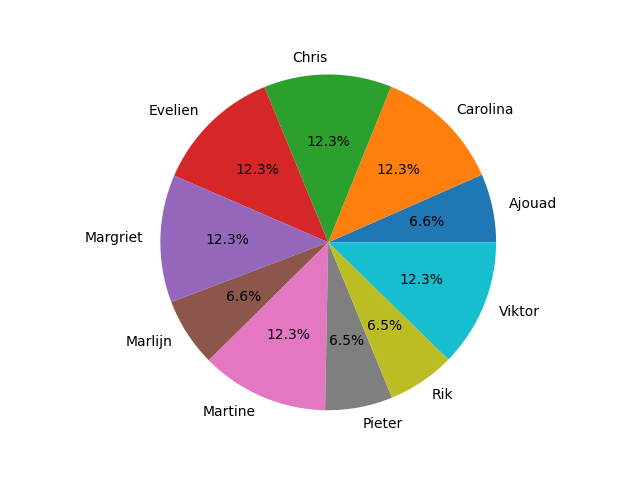 Chris
Carolina
Evelien
12.3%
12.3%
12.3%
Ajouad
6.6%
Margriet
12.3%
12.3%
6.6%
Viktor
6.5%
12.3%
6.5%
Marlijn
Rik
Martine
Pieter